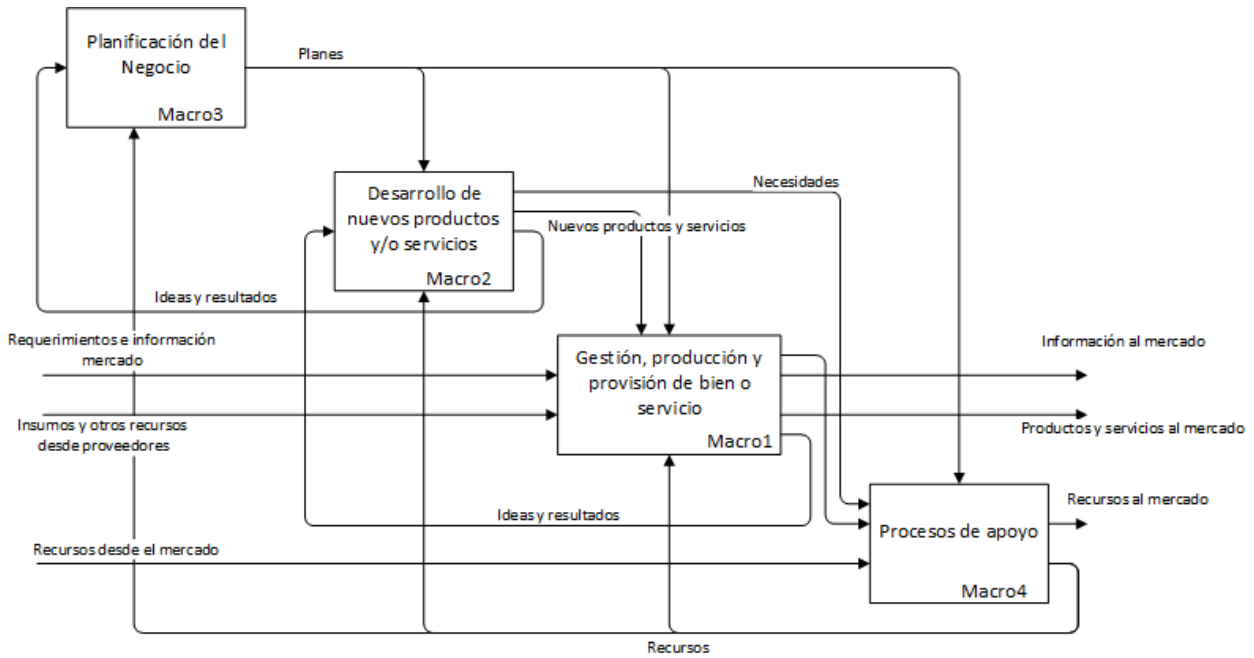 Planificación del
Negocio
Macro3
Planes
Desarrollo de
nuevos productos
y/o servicios
Macro2
Necesidades
Nuevos productos y servicios
Ideas y resultados
Requerimientos e información
mercado
Gestión, producción y
provisión de bien o
servicio
Macro1
Información al mercado
Insumos y otros recursos
desde proveedores
Productos y servicios al mercado
Ideas y resultados
Recursos desde el mercado
Procesos de apoyo
Macro4
Recursos al mercado
Recursos